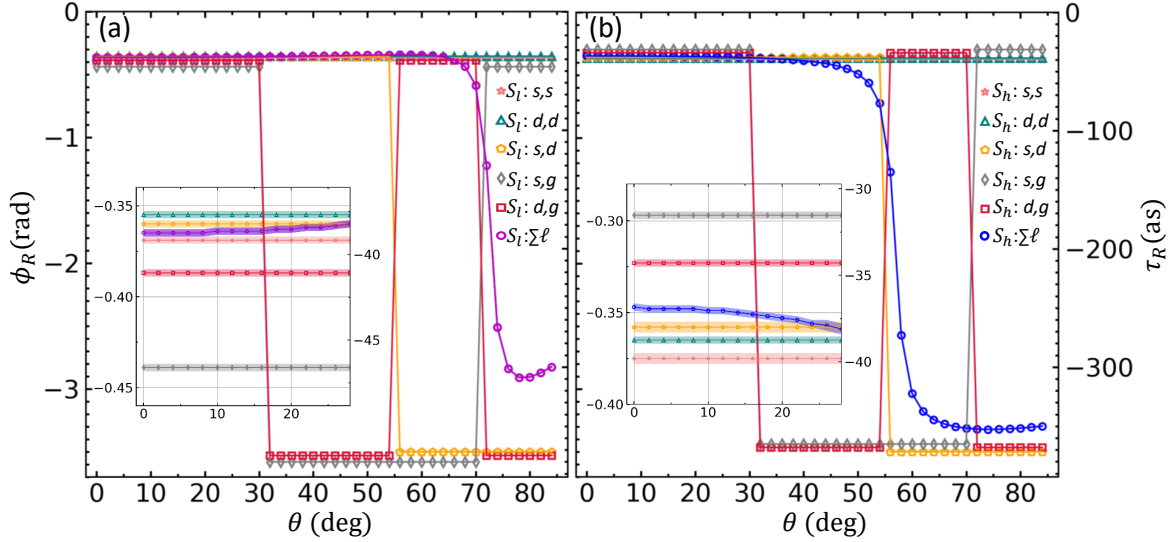 (a)
(b)
0
−1
−2
−3
ϕ_R (rad)
0
−100
−200
−300
τ_R (as)
S_l: s,s
S_l: d,d
S_l: s,d
S_l: s,g
S_l: d,g
S_l:Σℓ
S_h: s,s
S_h: d,d
S_h: s,d
S_h: s,g
S_h: d,g
S_h:Σℓ
−0.35
−0.40
−0.45
−38
−46
0 10 20
−0.30
−0.35
−0.40
−30
−35
−40
0 10 20
0 10 20 30 40 50 60 70 80
0 10 20 30 40 50 60 70 80
θ (deg)
θ (deg)